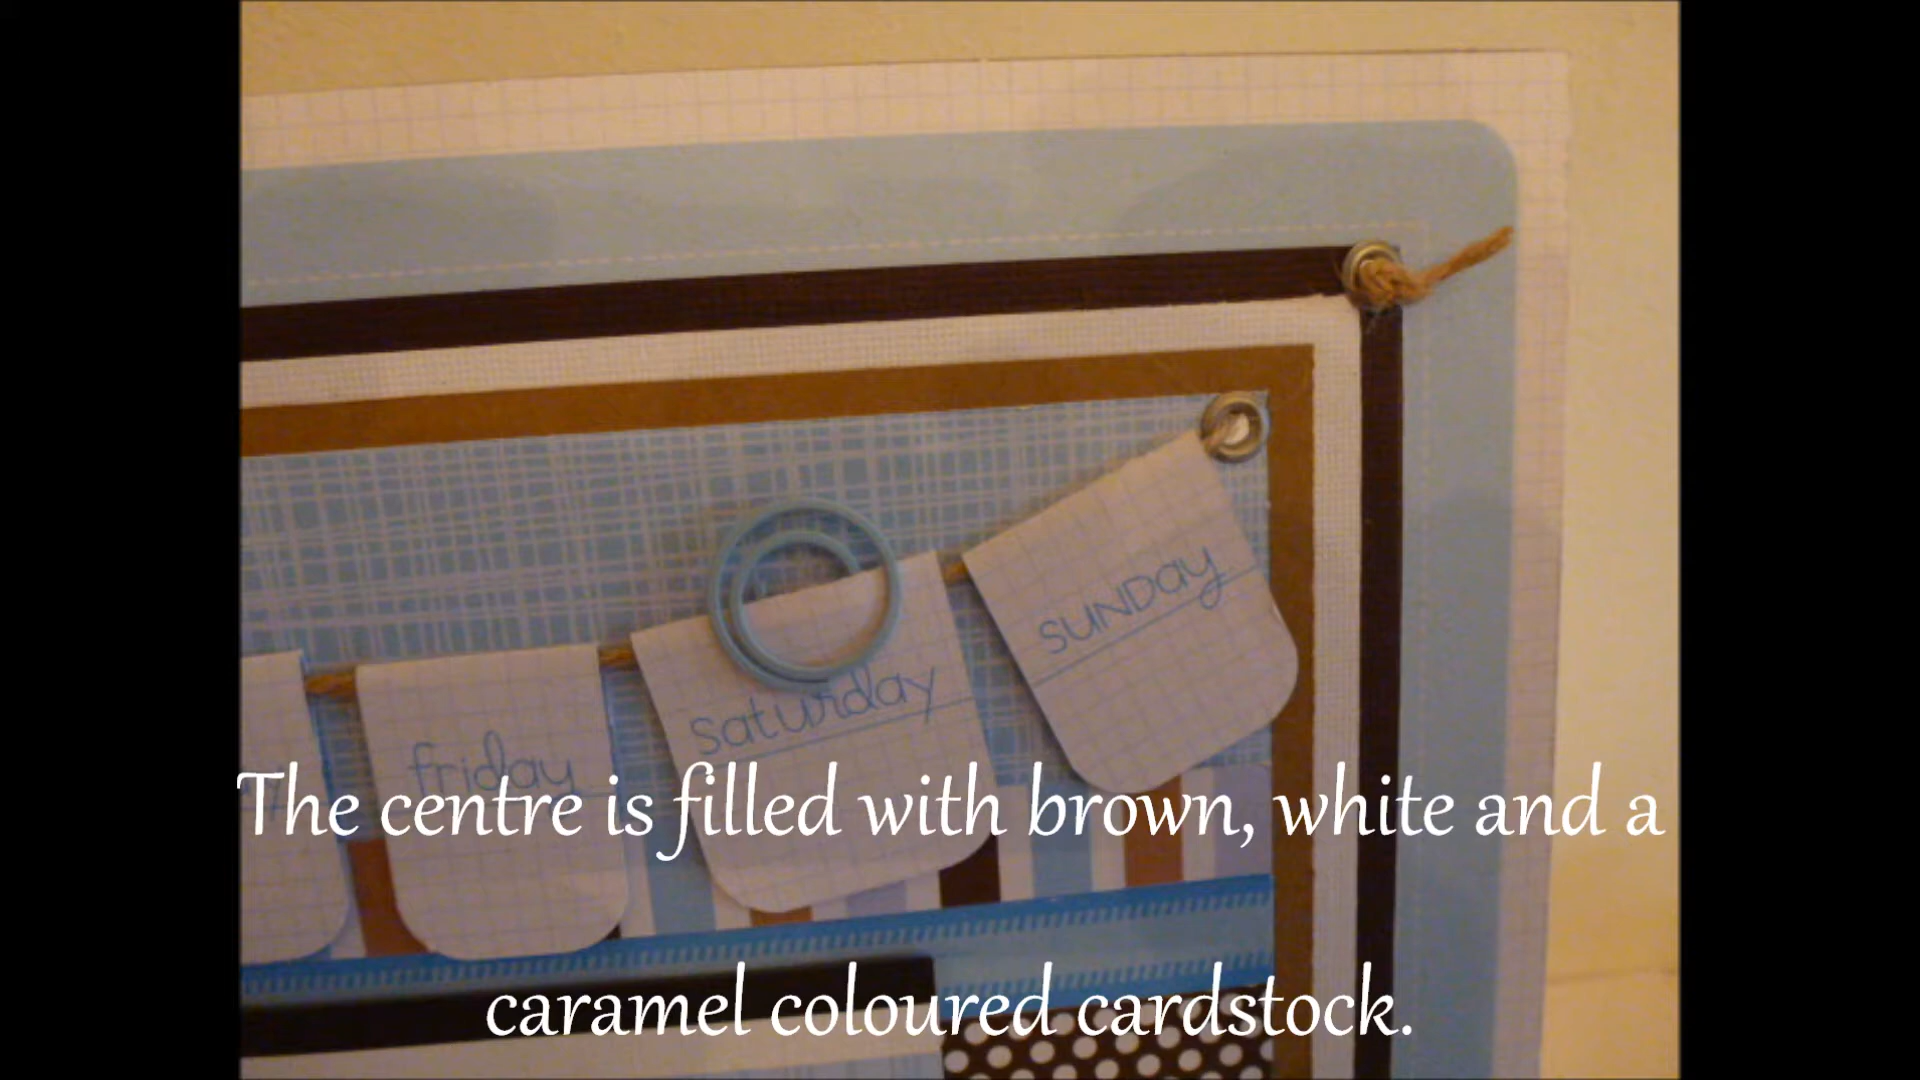 friday
saturday
SUNDay
The centre is filled with brown, white and a
caramel coloured cardstock.